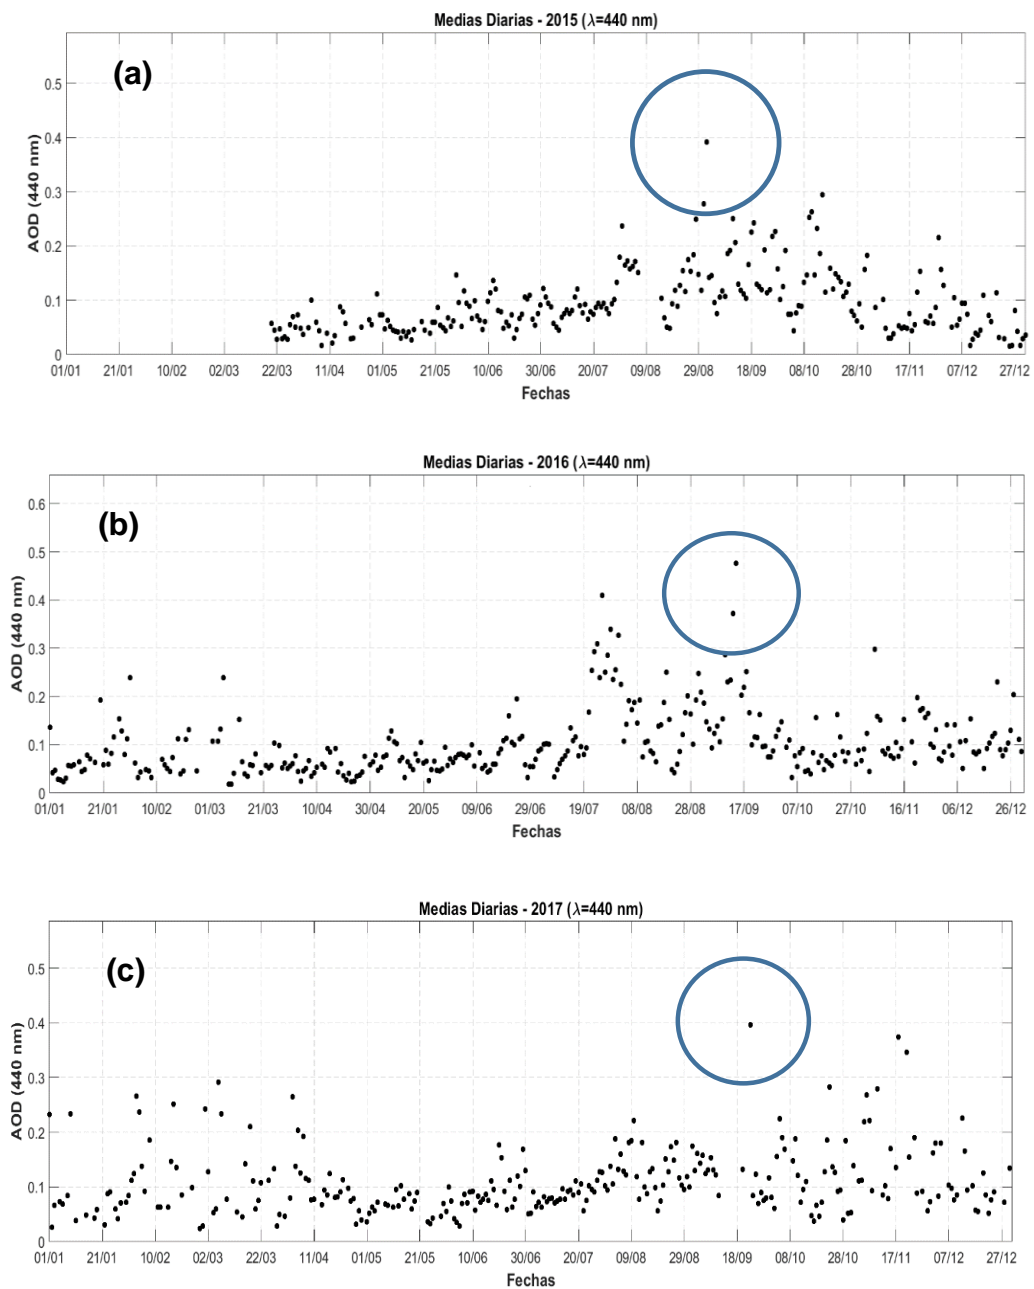 Medias Diarias - 2015 (λ=440 nm)
(a)
AOD (440 nm)
0.5
0.4
0.3
0.2
0.1
0
01/01 21/01 10/02 02/03 22/03 11/04 01/05 21/05 10/06 30/06 20/07 09/08 29/08 18/09 08/10 28/10 17/11 07/12 27/12
Fechas
Medias Diarias - 2016 (λ=440 nm)
(b)
AOD (440 nm)
0.6
0.5
0.4
0.3
0.2
0.1
0
01/01 21/01 10/02 01/03 21/03 10/04 30/04 20/05 09/06 29/06 19/07 08/08 28/08 17/09 07/10 27/10 16/11 06/12 26/12
Fechas
Medias Diarias - 2017 (λ=440 nm)
(c)
AOD (440 nm)
0.5
0.4
0.3
0.2
0.1
0
01/01 21/01 10/02 02/03 22/03 11/04 01/05 21/05 10/06 30/06 20/07 09/08 29/08 18/09 08/10 28/10 17/11 07/12 27/12
Fechas